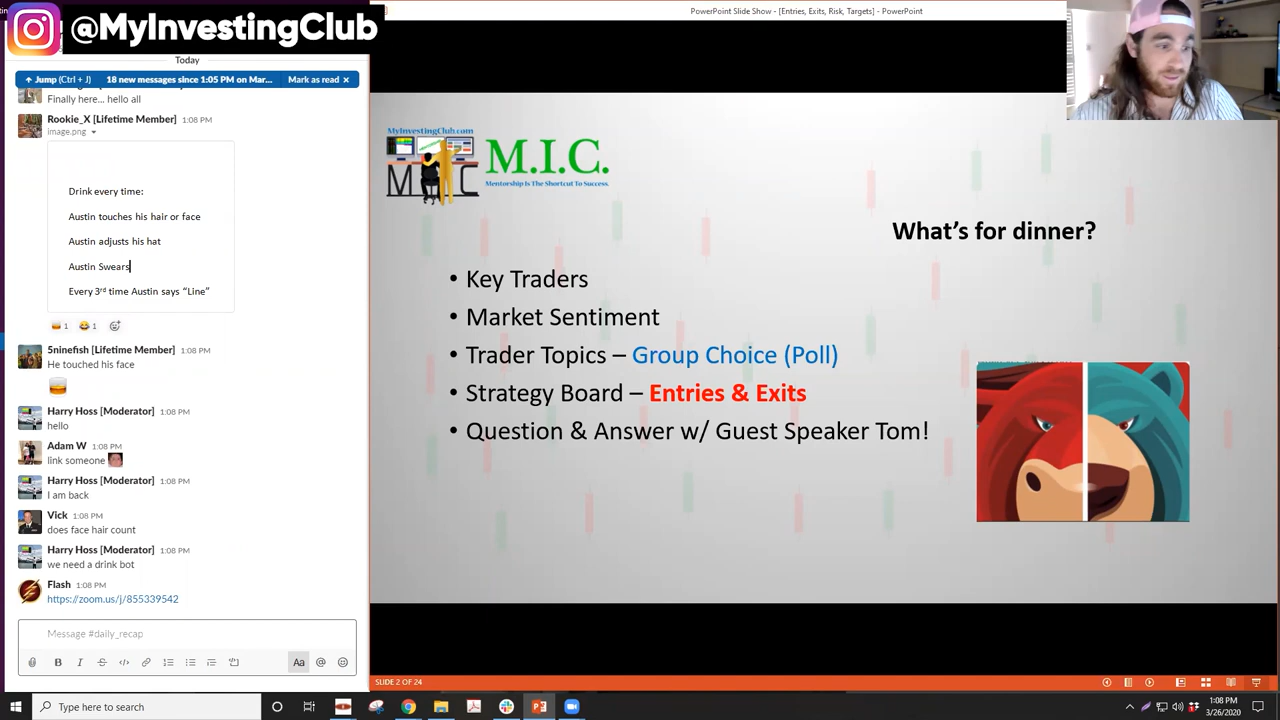 PowerPoint Slide Show - [Entries, Exits, Risk, Targets] - PowerPoint
@MyInvestingClub
Today
Jump (Ctrl + J) 18 new messages since 1:05 PM on Mar... Mark as read ×
Finally here... hello all
Rookie_X [Lifetime Member] 1:08 PM
image.png
Drink every time:
Austin touches his hair or face
Austin adjusts his hat
Austin Swears
Every 3rd time Austin says “Line”
1 1
5ninefish [Lifetime Member] 1:08 PM
He touched his face
Harry Hoss [Moderator] 1:08 PM
hello
Adam W 1:08 PM
link someone
Harry Hoss [Moderator] 1:08 PM
I am back
Vick 1:08 PM
does face hair count
Harry Hoss [Moderator] 1:08 PM
we need a drink bot
Flash 1:08 PM
https://zoom.us/j/855339542
Message #daily_recap
B I S </> Aa @
MyInvestingClub.com
MIC
M.I.C.
Mentorship Is The Shortcut To Success.
What’s for dinner?
• Key Traders
• Market Sentiment
• Trader Topics – Group Choice (Poll)
• Strategy Board – Entries & Exits
• Question & Answer w/ Guest Speaker Tom!
SLIDE 2 OF 24
Type here to search
1:08 PM
3/26/2020